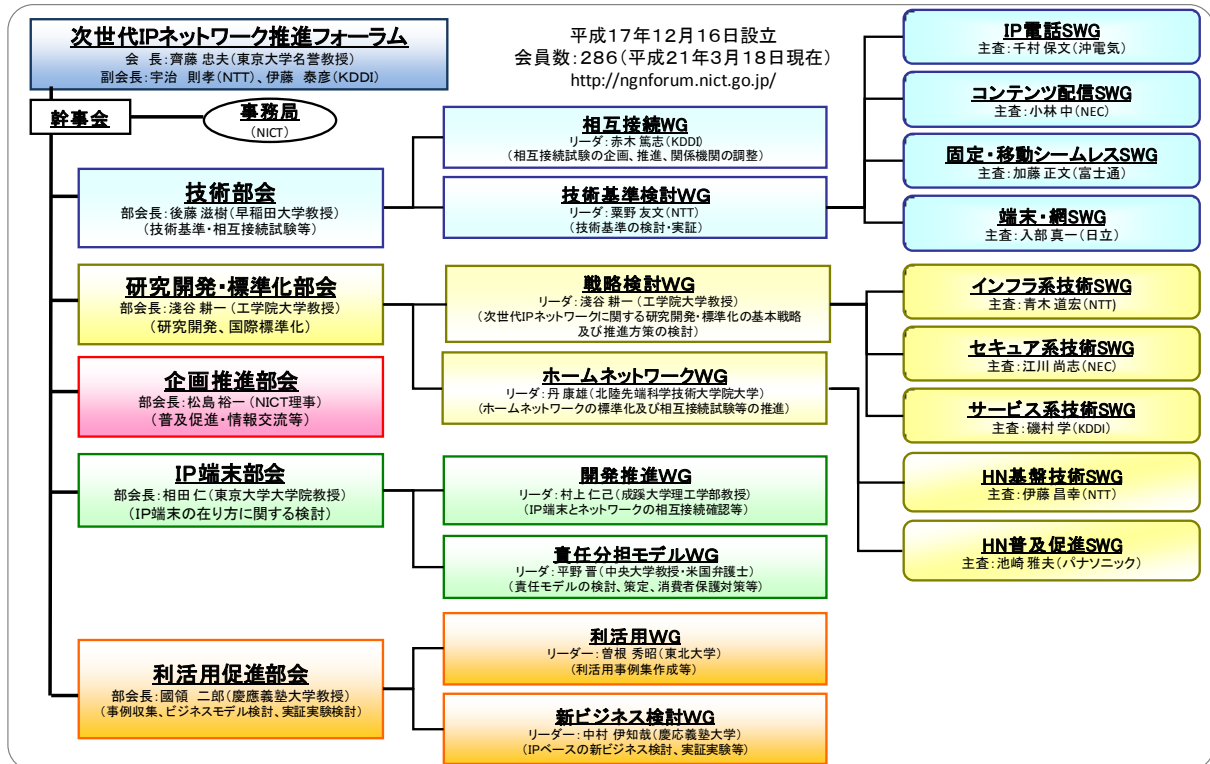 次世代IPネットワーク推進フォーラム
会　長：齊藤 忠夫（東京大学名誉教授）
副会長：宇治　則孝（NTT）、伊藤　泰彦（KDDI）
平成17年12月16日設立
会員数：286（平成21年3月18日現在）
http://ngnforum.nict.go.jp/
幹事会
事務局
（NICT）
技術部会
部会長：後藤 滋樹（早稲田大学教授）
（技術基準・相互接続試験等）
相互接続WG
リーダ：赤木 篤志（KDDI）
（相互接続試験の企画、推進、関係機関の調整）
技術基準検討WG
リーダ：粟野 友文（NTT）
（技術基準の検討・実証）
IP電話SWG
主査：千村 保文（沖電気）
コンテンツ配信SWG
主査：小林 中（NEC）
固定・移動シームレスSWG
主査：加藤 正文（富士通）
端末・網SWG
主査：入部 真一（日立）
研究開発・標準化部会
部会長：淺谷 耕一（工学院大学教授）
（研究開発、国際標準化）
戦略検討WG
リーダ：淺谷 耕一（工学院大学教授）
（次世代IPネットワークに関する研究開発・標準化の基本戦略
及び推進方策の検討）
ホームネットワークWG
リーダ：丹 康雄（北陸先端科学技術大学院大学）
（ホームネットワークの標準化及び相互接続試験等の推進）
インフラ系技術SWG
主査：青木 道宏（NTT)
セキュア系技術SWG
主査：江川 尚志（NEC）
サービス系技術SWG
主査：磯村 学（KDDI）
HN基盤技術SWG
主査：伊藤 昌幸（NTT）
HN普及促進SWG
主査：池崎 雅夫（パナソニック）
企画推進部会
部会長：松島 裕一（NICT理事）
（普及促進・情報交流等）
IP端末部会
部会長：相田 仁（東京大学大学院教授）
（IP端末の在り方に関する検討）
開発推進WG
リーダ：村上 仁己（成蹊大学理工学部教授）
（IP端末とネットワークの相互接続確認等）
責任分担モデルWG
リーダ：平野 晋（中央大学教授・米国弁護士）
（責任モデルの検討、策定、消費者保護対策等）
利活用促進部会
部会長：國領　二郎（慶應義塾大学教授）
（事例収集、ビジネスモデル検討、実証実験検討）
利活用WG
リーダー：曽根 秀昭（東北大学）
（利活用事例集作成等）
新ビジネス検討WG
リーダー：中村 伊知哉（慶応義塾大学）
（IPベースの新ビジネス検討、実証実験等）